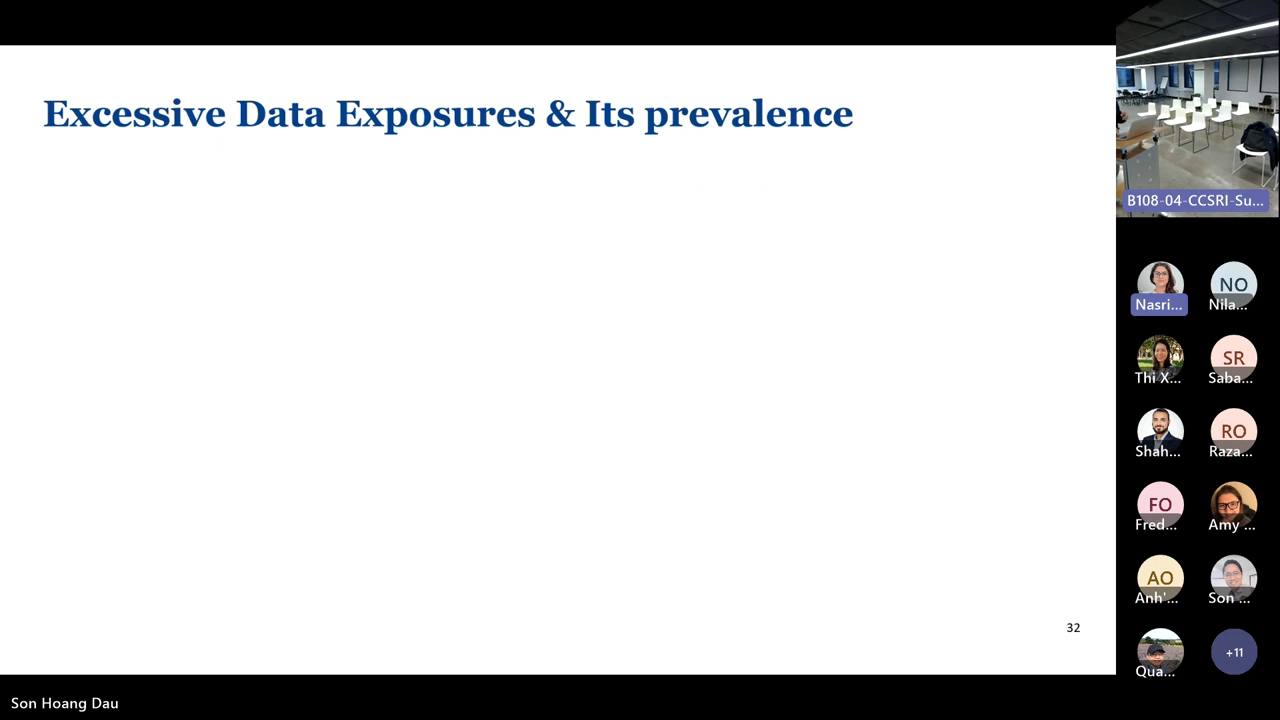 Excessive Data Exposures & Its prevalence
32
Son Hoang Dau
B108-04-CCSRI-Su...
Nasri...
NO
Nila...
Thi X...
SR
Saba...
Shah...
RO
Raza...
FO
Fred...
Amy ...
AO
Anh'...
Son ...
Qua...
+11